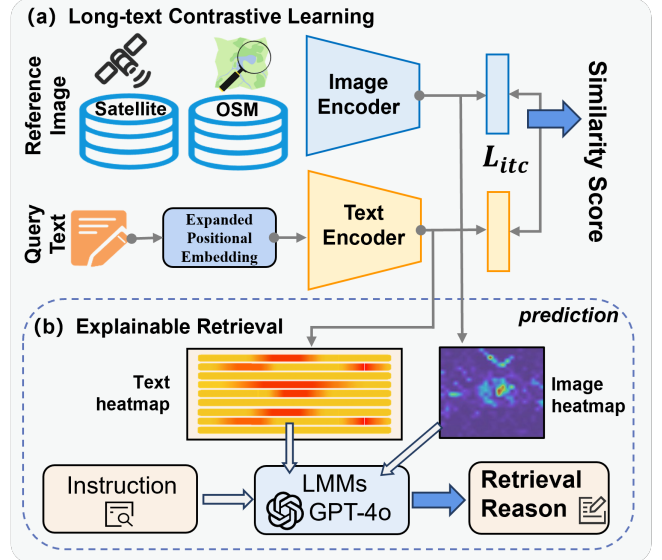 (a) Long-text Contrastive Learning
Reference
Image
Satellite
OSM
Image
Encoder
L_itc
Similarity Score
Query
Text
Expanded
Positional
Embedding
Text
Encoder
(b) Explainable Retrieval
prediction
Text
heatmap
Image
heatmap
Instruction
LMMs
GPT-4o
Retrieval
Reason